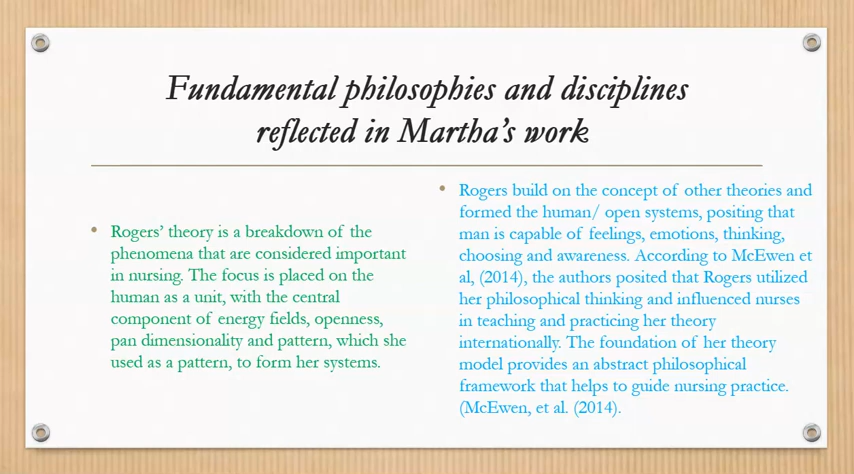 Fundamental philosophies and disciplines
reflected in Martha's work
• Rogers' theory is a breakdown of the
phenomena that are considered important
in nursing. The focus is placed on the
human as a unit, with the central
component of energy fields, openness,
pan dimensionality and pattern, which she
used as a pattern, to form her systems.
• Rogers build on the concept of other theories and
formed the human/ open systems, positing that
man is capable of feelings, emotions, thinking,
choosing and awareness. According to McEwen et
al, (2014), the authors posited that Rogers utilized
her philosophical thinking and influenced nurses
in teaching and practicing her theory
internationally. The foundation of her theory
model provides an abstract philosophical
framework that helps to guide nursing practice.
(McEwen, et al. (2014).